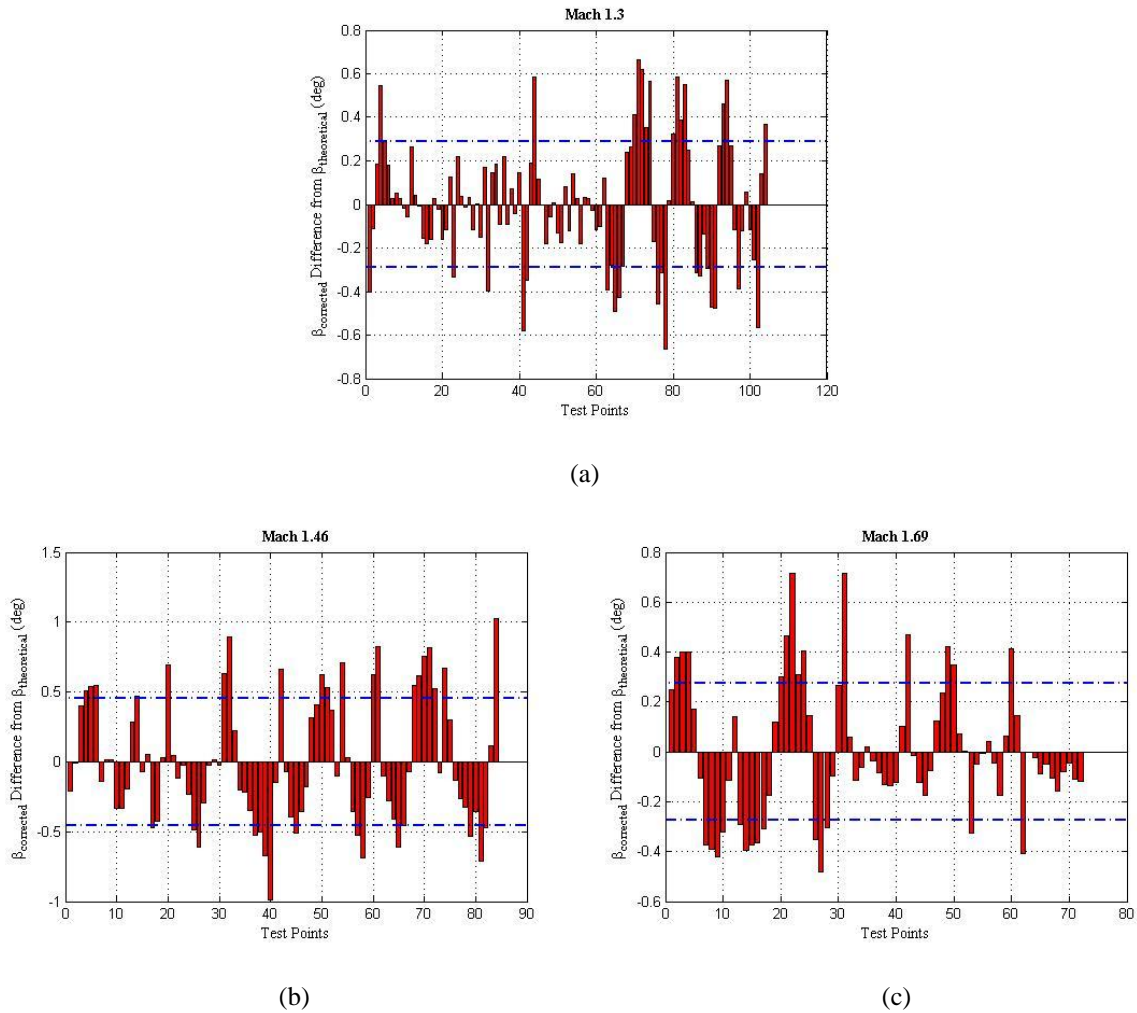 Mach 1.3
βcorrected Difference from βtheoretical (deg)
0.8
0.6
0.4
0.2
0
-0.2
-0.4
-0.6
-0.8
0 20 40 60 80 100 120
Test Points
(a)
Mach 1.46
βcorrected Difference from βtheoretical (deg)
1.5
1
0.5
0
-0.5
-1
0 10 20 30 40 50 60 70 80 90
Test Points
(b)
Mach 1.69
βcorrected Difference from βtheoretical (deg)
0.8
0.6
0.4
0.2
0
-0.2
-0.4
-0.6
0 10 20 30 40 50 60 70 80
Test Points
(c)